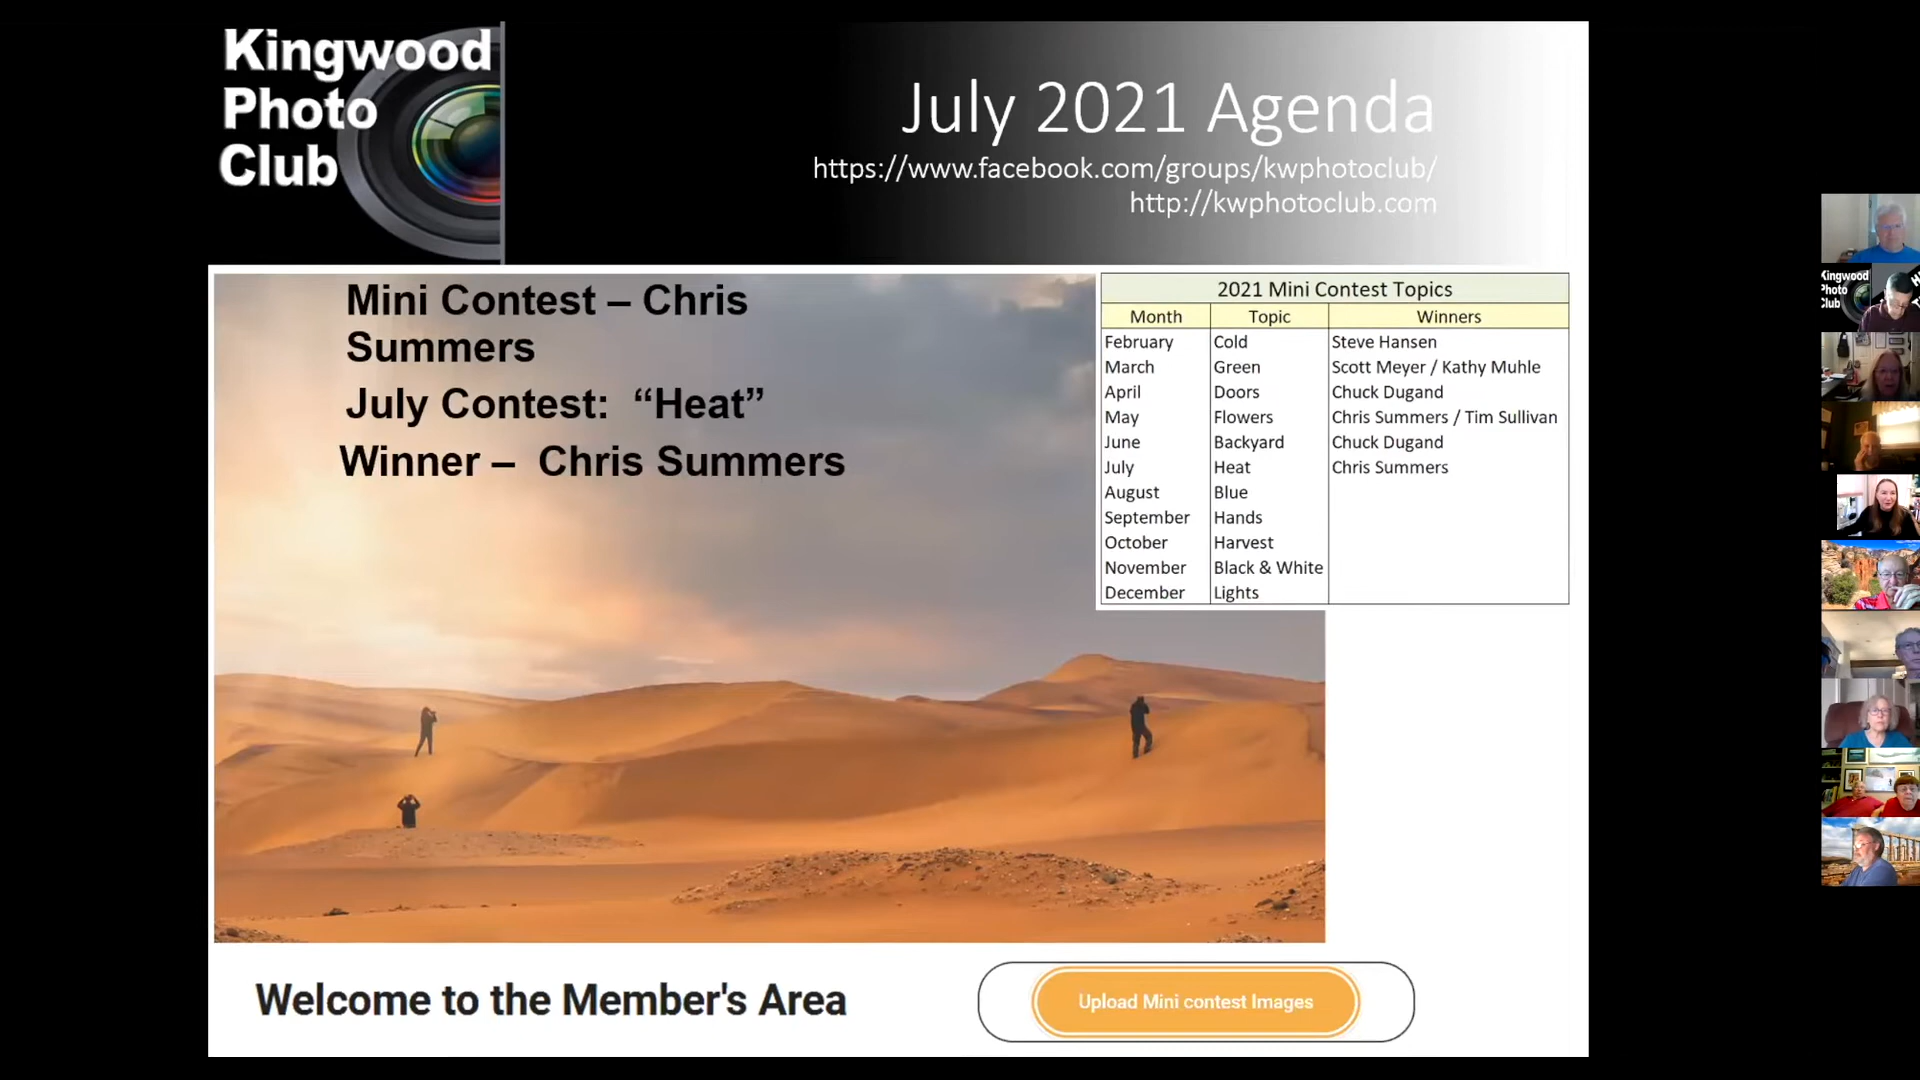 Kingwood
Photo
Club
July 2021 Agenda
https://www.facebook.com/groups/kwphotoclub/
http://kwphotoclub.com
Mini Contest – Chris
Summers
July Contest: “Heat”
Winner – Chris Summers
2021 Mini Contest Topics
Month Topic Winners
February Cold Steve Hansen
March Green Scott Meyer / Kathy Muhle
April Doors Chuck Dugand
May Flowers Chris Summers / Tim Sullivan
June Backyard Chuck Dugand
July Heat Chris Summers
August Blue
September Hands
October Harvest
November Black & White
December Lights
Welcome to the Member's Area
Upload Mini contest Images
Kingwood
Photo
Club